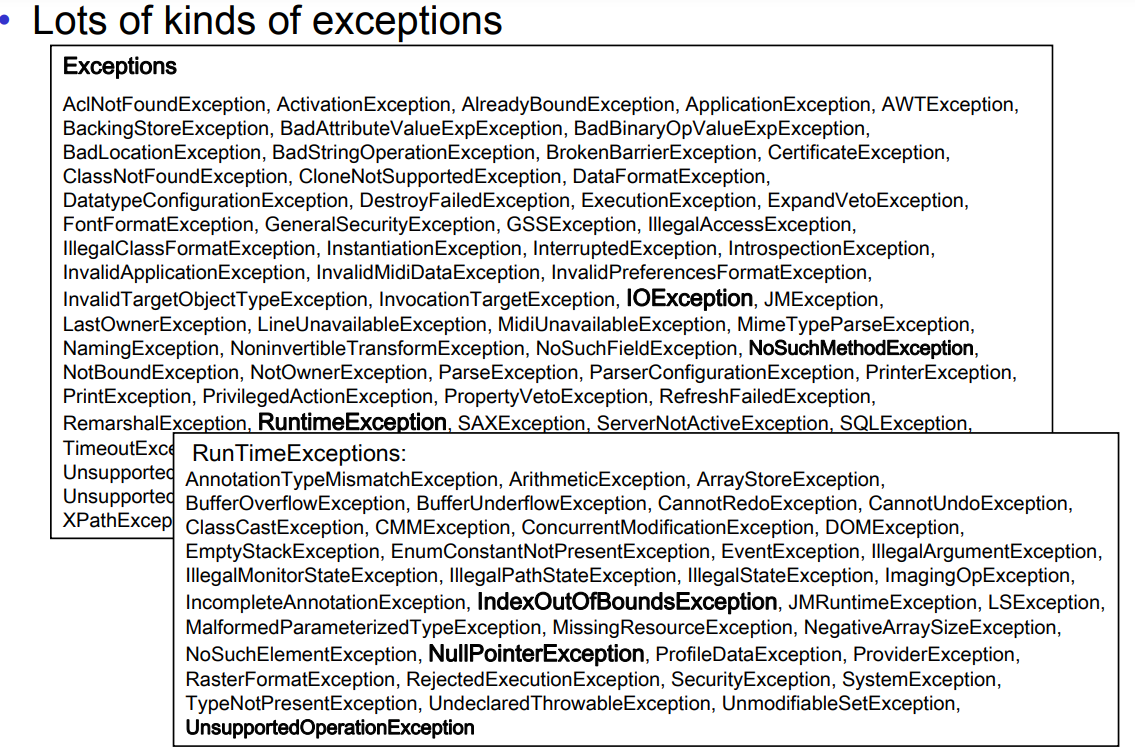 • Lots of kinds of exceptions
Exceptions
AclNotFoundException, ActivationException, AlreadyBoundException, ApplicationException, AWTException,
BackingStoreException, BadAttributeValueExpException, BadBinaryOpValueExpException,
BadLocationException, BadStringOperationException, BrokenBarrierException, CertificateException,
ClassNotFoundException, CloneNotSupportedException, DataFormatException,
DatatypeConfigurationException, DestroyFailedException, ExecutionException, ExpandVetoException,
FontFormatException, GeneralSecurityException, GSSException, IllegalAccessException,
IllegalClassFormatException, InstantiationException, InterruptedException, IntrospectionException,
InvalidApplicationException, InvalidMidiDataException, InvalidPreferencesFormatException,
InvalidTargetObjectTypeException, InvocationTargetException, IOException, JMException,
LastOwnerException, LineUnavailableException, MidiUnavailableException, MimeTypeParseException,
NamingException, NoninvertibleTransformException, NoSuchFieldException, NoSuchMethodException,
NotBoundException, NotOwnerException, ParseException, ParserConfigurationException, PrinterException,
PrintException, PrivilegedActionException, PropertyVetoException, RefreshFailedException,
RemarshalException, RuntimeException, SAXException, ServerNotActiveException, SQLException,
TimeoutExce
Unsupported
Unsupported
XPathExcep
RunTimeExceptions:
AnnotationTypeMismatchException, ArithmeticException, ArrayStoreException,
BufferOverflowException, BufferUnderflowException, CannotRedoException, CannotUndoException,
ClassCastException, CMMException, ConcurrentModificationException, DOMException,
EmptyStackException, EnumConstantNotPresentException, EventException, IllegalArgumentException,
IllegalMonitorStateException, IllegalPathStateException, IllegalStateException, ImagingOpException,
IncompleteAnnotationException, IndexOutOfBoundsException, JMRuntimeException, LSException,
MalformedParameterizedTypeException, MissingResourceException, NegativeArraySizeException,
NoSuchElementException, NullPointerException, ProfileDataException, ProviderException,
RasterFormatException, RejectedExecutionException, SecurityException, SystemException,
TypeNotPresentException, UndeclaredThrowableException, UnmodifiableSetException,
UnsupportedOperationException